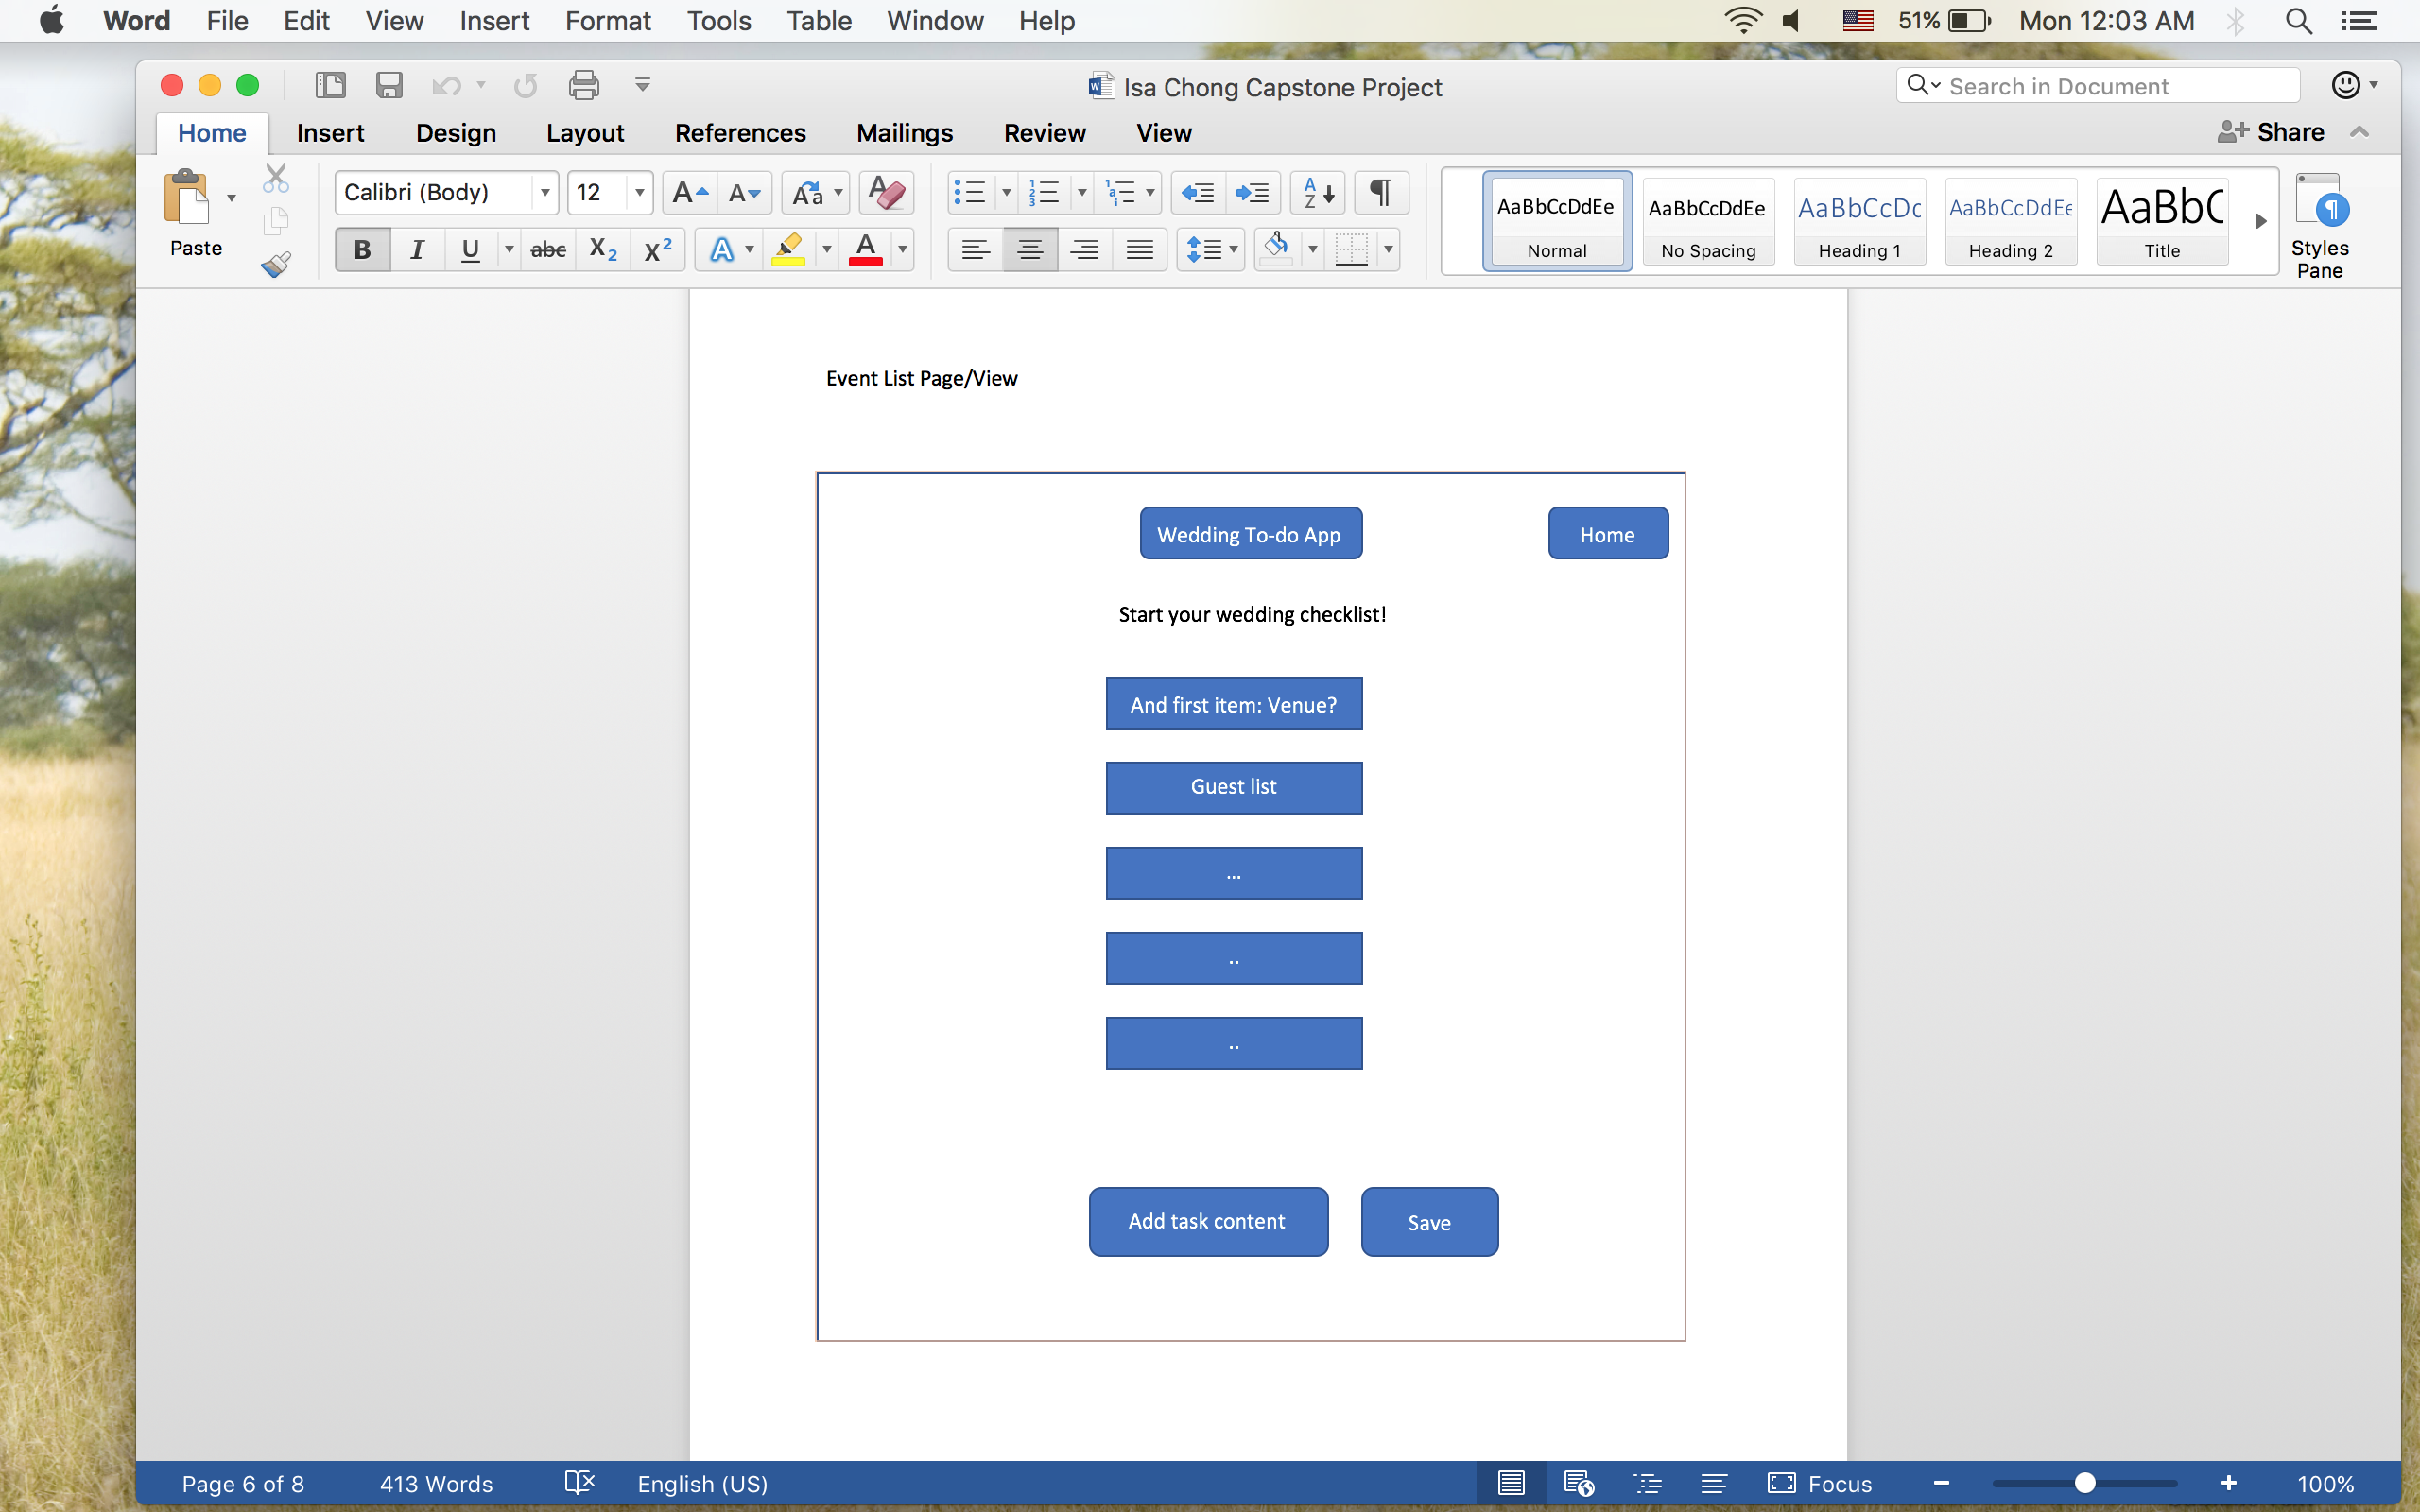 Word File Edit View Insert Format Tools Table Window Help 51% Mon 12:03 AM
Isa Chong Capstone Project Search in Document
Home Insert Design Layout References Mailings Review View Share
Calibri (Body) 12
Paste
AaBbCcDdEe AaBbCcDdEe AaBbCcDc AaBbCcDdEe AaBbC
Normal No Spacing Heading 1 Heading 2 Title
Styles
Pane
Event List Page/View
Wedding To-do App Home
Start your wedding checklist!
And first item: Venue?
Guest list
...
..
..
Add task content Save
Page 6 of 8 413 Words English (US) Focus 100%